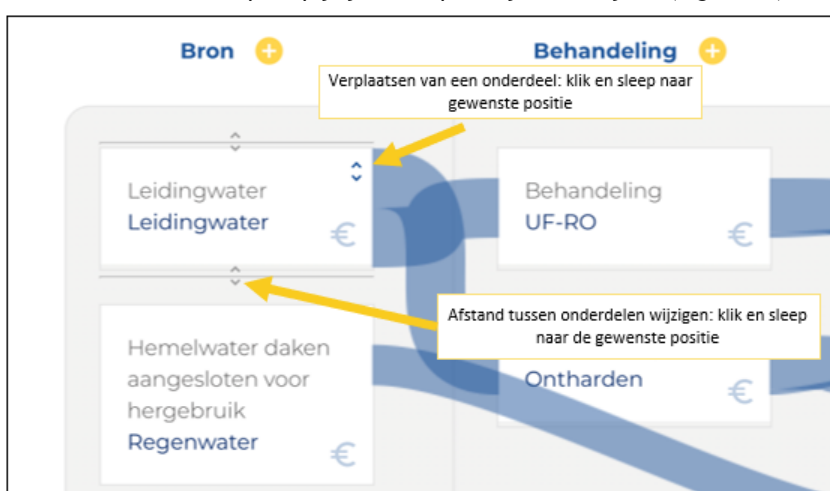 Bron +
Behandeling +
Verplaatsen van een onderdeel: klik en sleep naar
gewenste positie
Leidingwater
Leidingwater
€
Behandeling
UF-RO
€
Afstand tussen onderdelen wijzigen: klik en sleep
naar de gewenste positie
Hemelwater daken
aangesloten voor
hergebruik
Regenwater
€
Ontharden
€